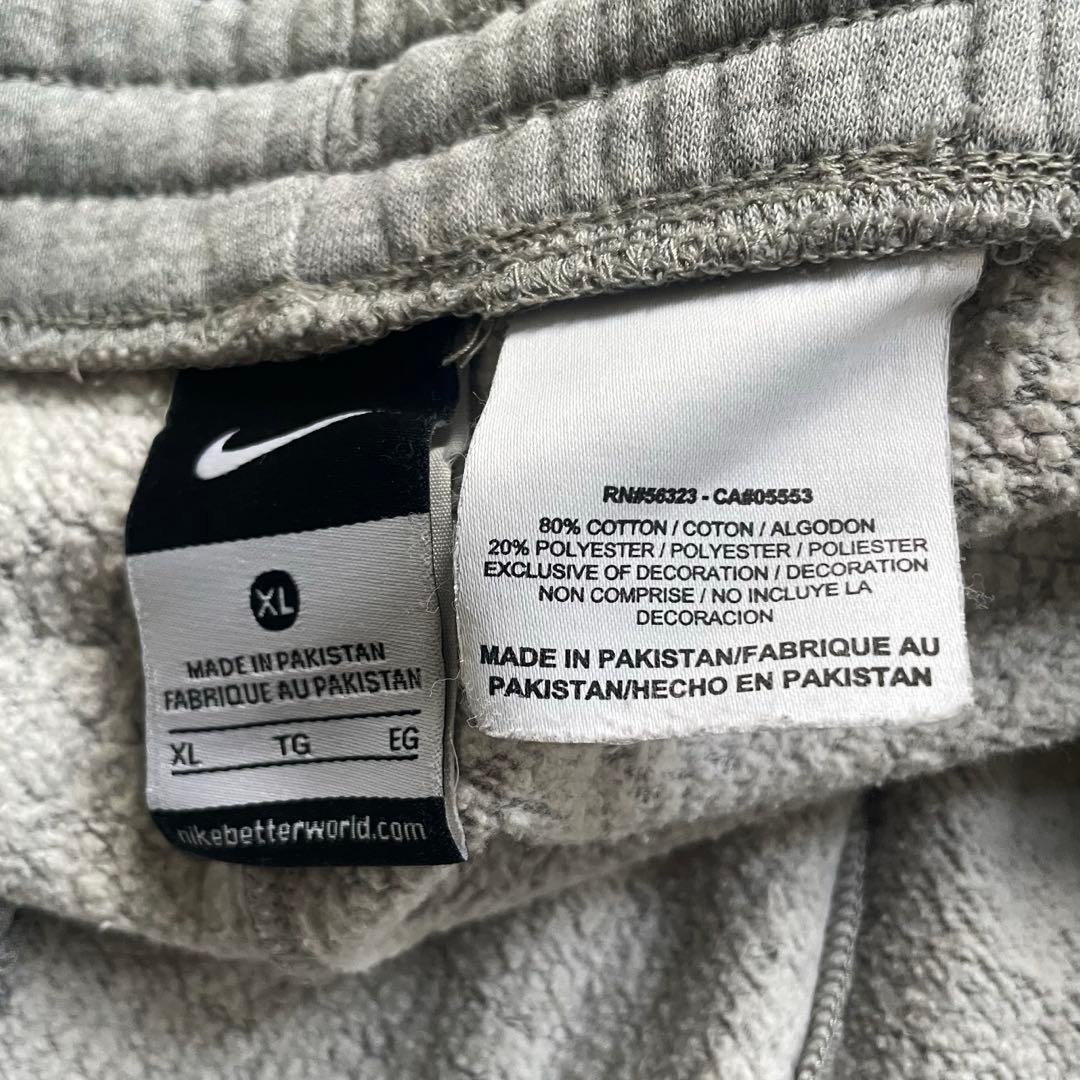 XL
MADE IN PAKISTAN
FABRIQUE AU PAKISTAN
XL TG EG
nikebetterworld.com
RN#56323 - CA#05553
80% COTTON / COTON / ALGODON
20% POLYESTER / POLYESTER / POLIESTER
EXCLUSIVE OF DECORATION / DECORATION
NON COMPRISE / NO INCLUYE LA
DECORACION
MADE IN PAKISTAN/FABRIQUE AU
PAKISTAN/HECHO EN PAKISTAN